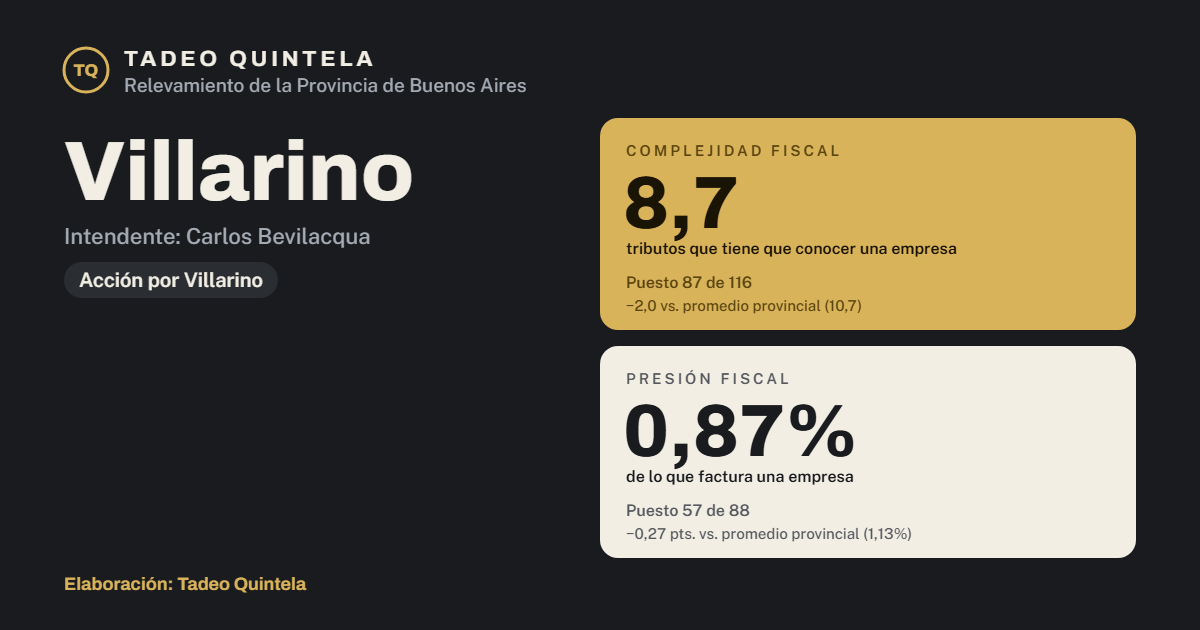 TQ
TADEO QUINTELA
Relevamiento de la Provincia de Buenos Aires
Villarino
Intendente: Carlos Bevilacqua
Acción por Villarino
COMPLEJIDAD FISCAL
8,7
tributos que tiene que conocer una empresa
Puesto 87 de 116
−2,0 vs. promedio provincial (10,7)
PRESIÓN FISCAL
0,87%
de lo que factura una empresa
Puesto 57 de 88
−0,27 pts. vs. promedio provincial (1,13%)
Elaboración: Tadeo Quintela